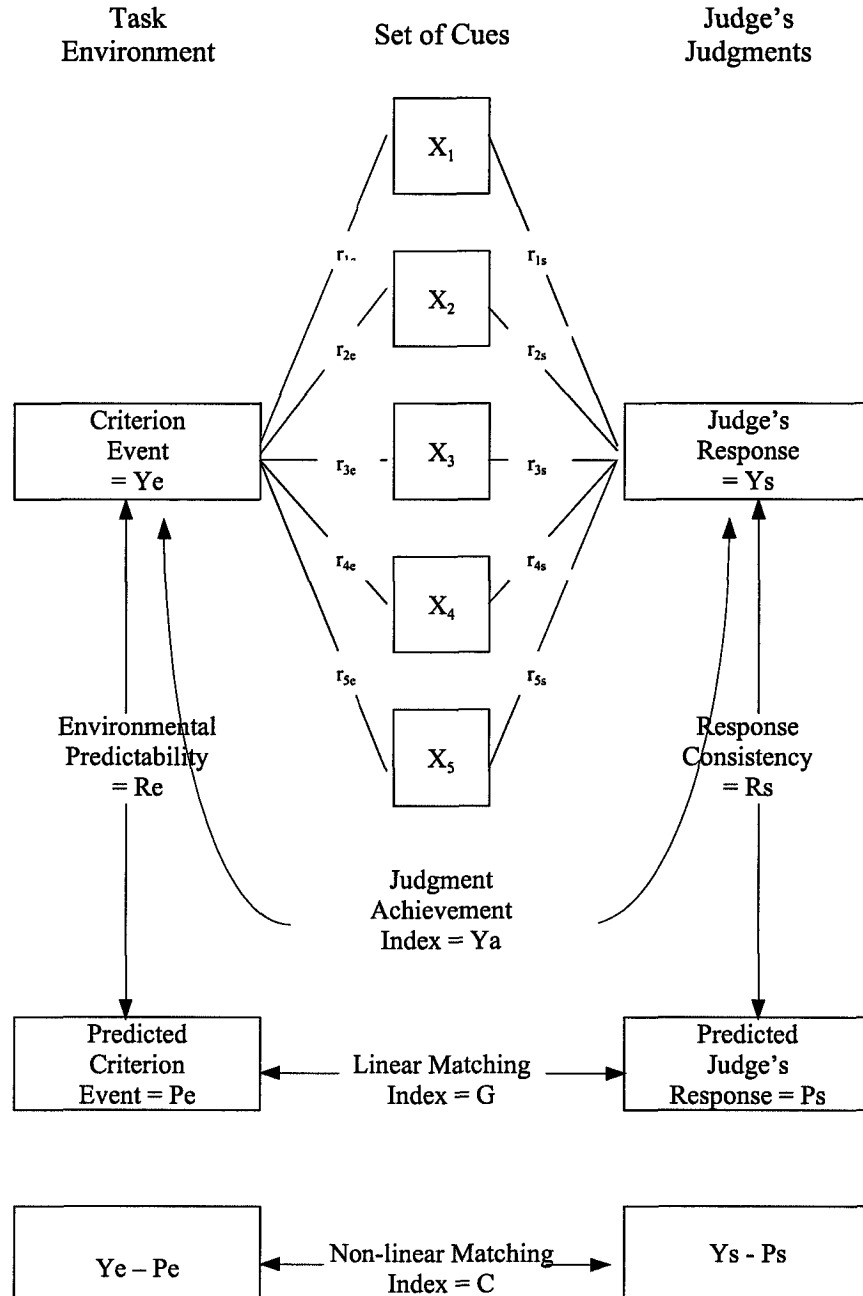 Task
Environment
Set of Cues
Judge's
Judgments
X₁
r₁ₛ
X₂
r₂ₑ
r₂ₛ
Criterion
Event
= Ye
X₃
r₃ₑ
r₃ₛ
Judge's
Response
= Ys
X₄
r₄ₑ
r₄ₛ
X₅
r₅ₑ
r₅ₛ
Environmental
Predictability
= Re
Response
Consistency
= Rs
Judgment
Achievement
Index = Ya
Predicted
Criterion
Event = Pe
Linear Matching
Index = G
Predicted
Judge's
Response = Ps
Ye – Pe
Non-linear Matching
Index = C
Ys - Ps